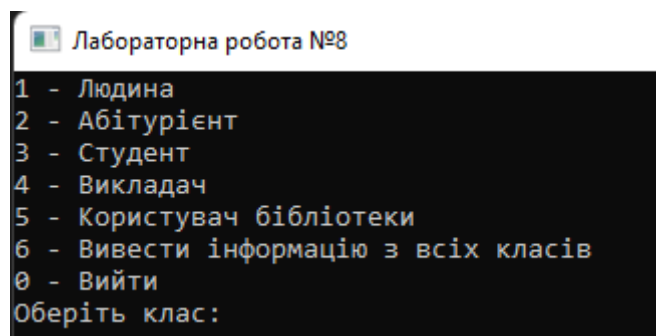 Лабораторна робота №8
1 - Людина
2 - Абітурієнт
3 - Студент
4 - Викладач
5 - Користувач бібліотеки
6 - Вивести інформацію з всіх класів
0 - Вийти
Оберіть клас: